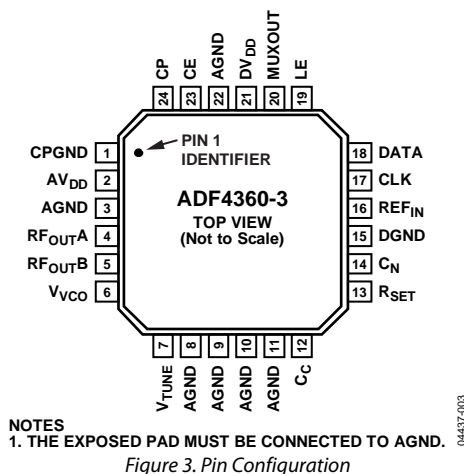 CP
CE
AGND
DVDD
MUXOUT
LE
24
23
22
21
20
19
CPGND 1
AVDD 2
AGND 3
RFOUTA 4
RFOUTB 5
VVCO 6
PIN 1
IDENTIFIER
ADF4360-3
TOP VIEW
(Not to Scale)
18 DATA
17 CLK
16 REFIN
15 DGND
14 CN
13 RSET
7
8
9
10
11
12
VTUNE
AGND
AGND
AGND
AGND
CC
NOTES
1. THE EXPOSED PAD MUST BE CONNECTED TO AGND.
04437-003
Figure 3. Pin Configuration